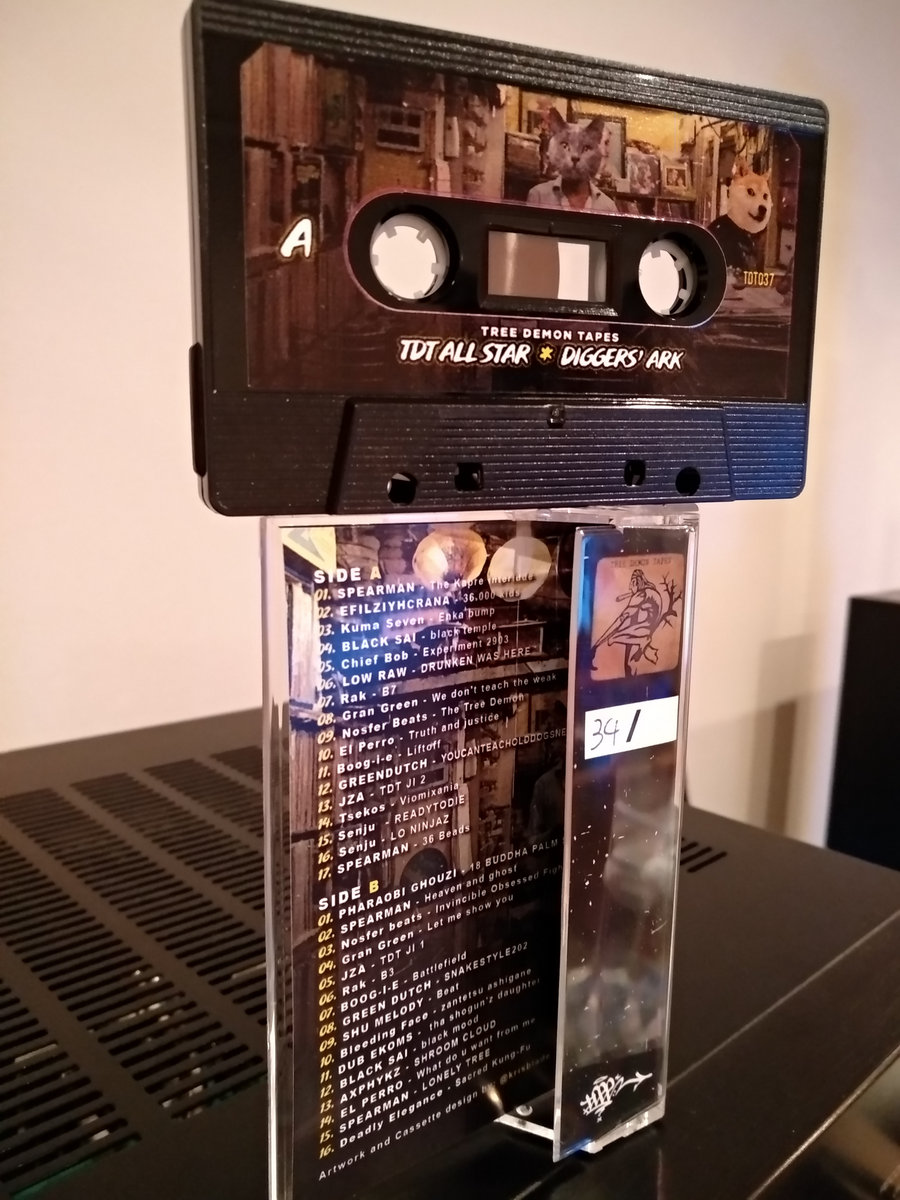 A
TDT037
TREE DEMON TAPES
TDT ALL STAR * DIGGERS' ARK
SIDE A
01. SPEARMAN - The Kapre Interlude
02. EFILZIYHCRANA - 36.000 kids
03. Kuma Seven - Enka bump
04. BLACK SAI - black temple
05. Chief Bob - Experiment 2903
06. LOW RAW - DRUNKEN WAS HERE
07. Rak - B7
08. Gran Green - We don't teach the weak
09. Nosfer Beats - The Tree Demon
10. El Perro - Truth and justice
11. Boog-i-e - Liftoff
12. GREENDUTCH - YOUCANTEACHOLDDOGSNE
13. JZA - TDT JI 2
14. Tsekos - Viomixania
15. Senju - READYTODIE
16. Senju - LO NINJAZ
17. SPEARMAN - 36 Beads
SIDE B
01. PHARAOBI GHOUZI - 18 BUDDHA PALM
02. SPEARMAN - Heaven and ghost
03. Nosfer beats - Invincible Obsessed Figh
04. Gran Green - Let me show you
05. JZA - TDT JI 1
06. Rak - B3
07. BOOG-I-E - Battlefield
08. GREEN DUTCH - SNAKESTYLE202
09. SHU MELODY - Beat
10. Bleeding Face - zantetsu ashigane
11. DUB EKOMS - tha shogun'z daughter
12. BLACK SAI - black mood
13. AXPHYKZ - SHROOM CLOUD
14. EL PERRO - What do u want from me
15. SPEARMAN - LONELY TREE
16. Deadly Elegance - Sacred Kung-Fu
Artwork and Cassette design by @krisblade
TREE DEMON TAPES
34/